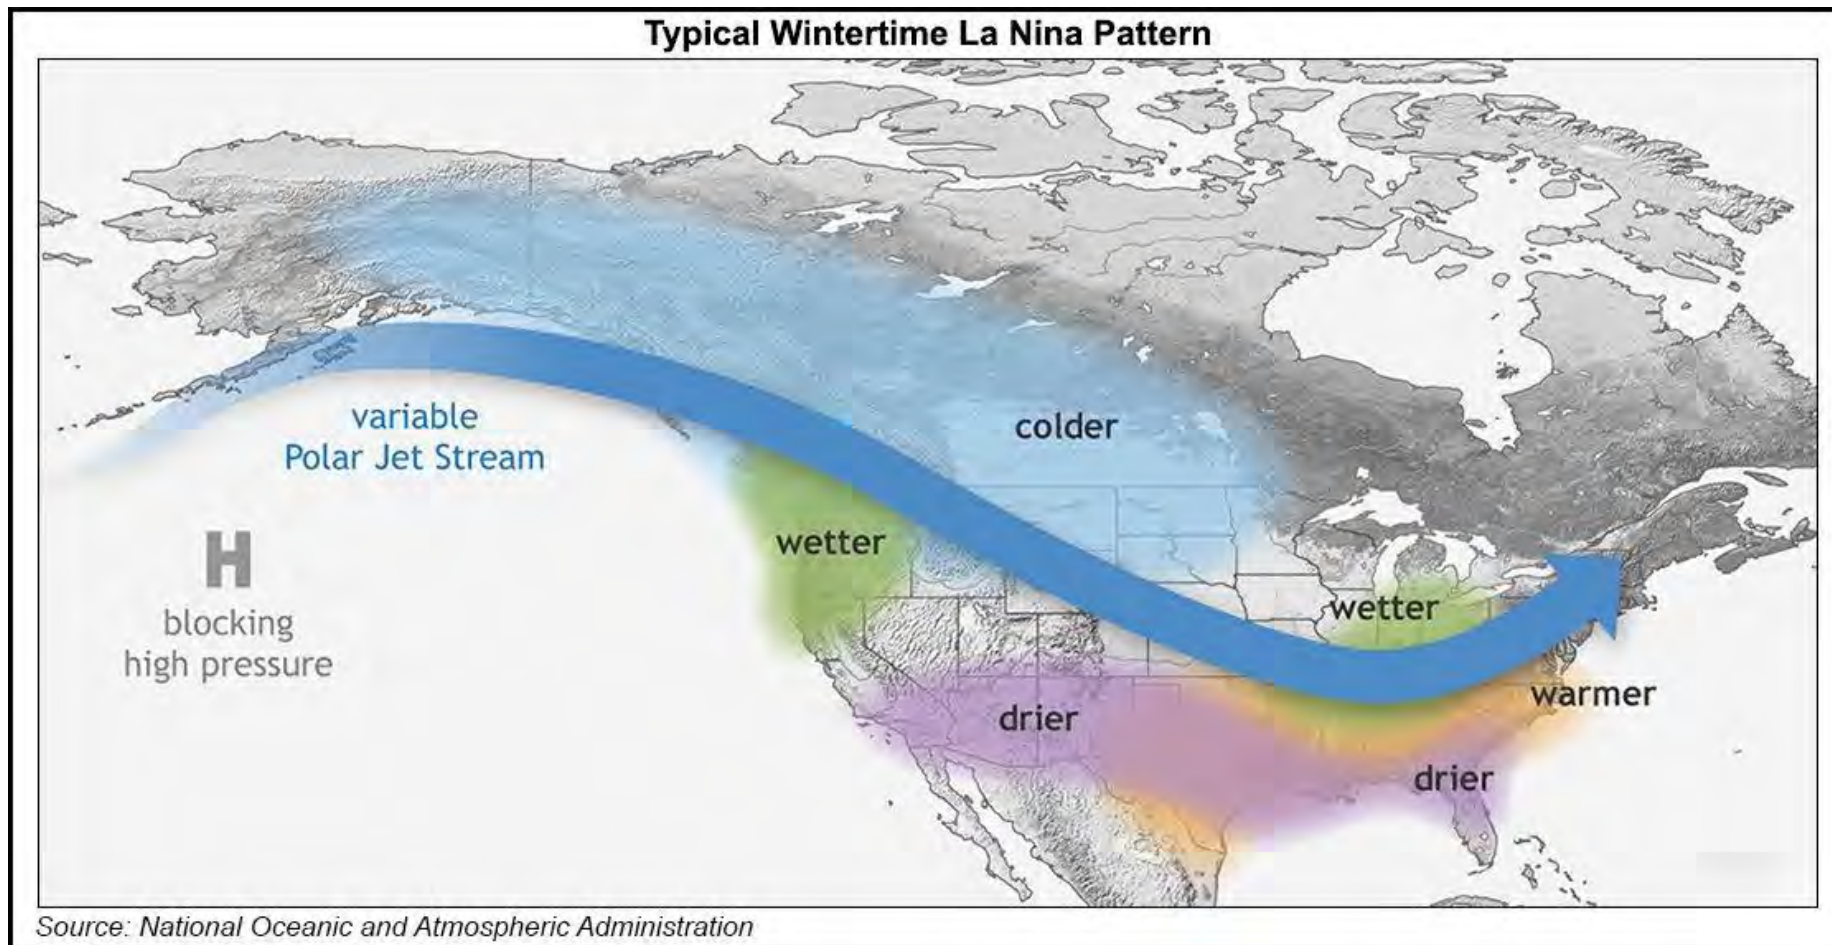 Typical Wintertime La Nina Pattern
variable
Polar Jet Stream
colder
H
blocking
high pressure
wetter
wetter
warmer
drier
drier
Source: National Oceanic and Atmospheric Administration